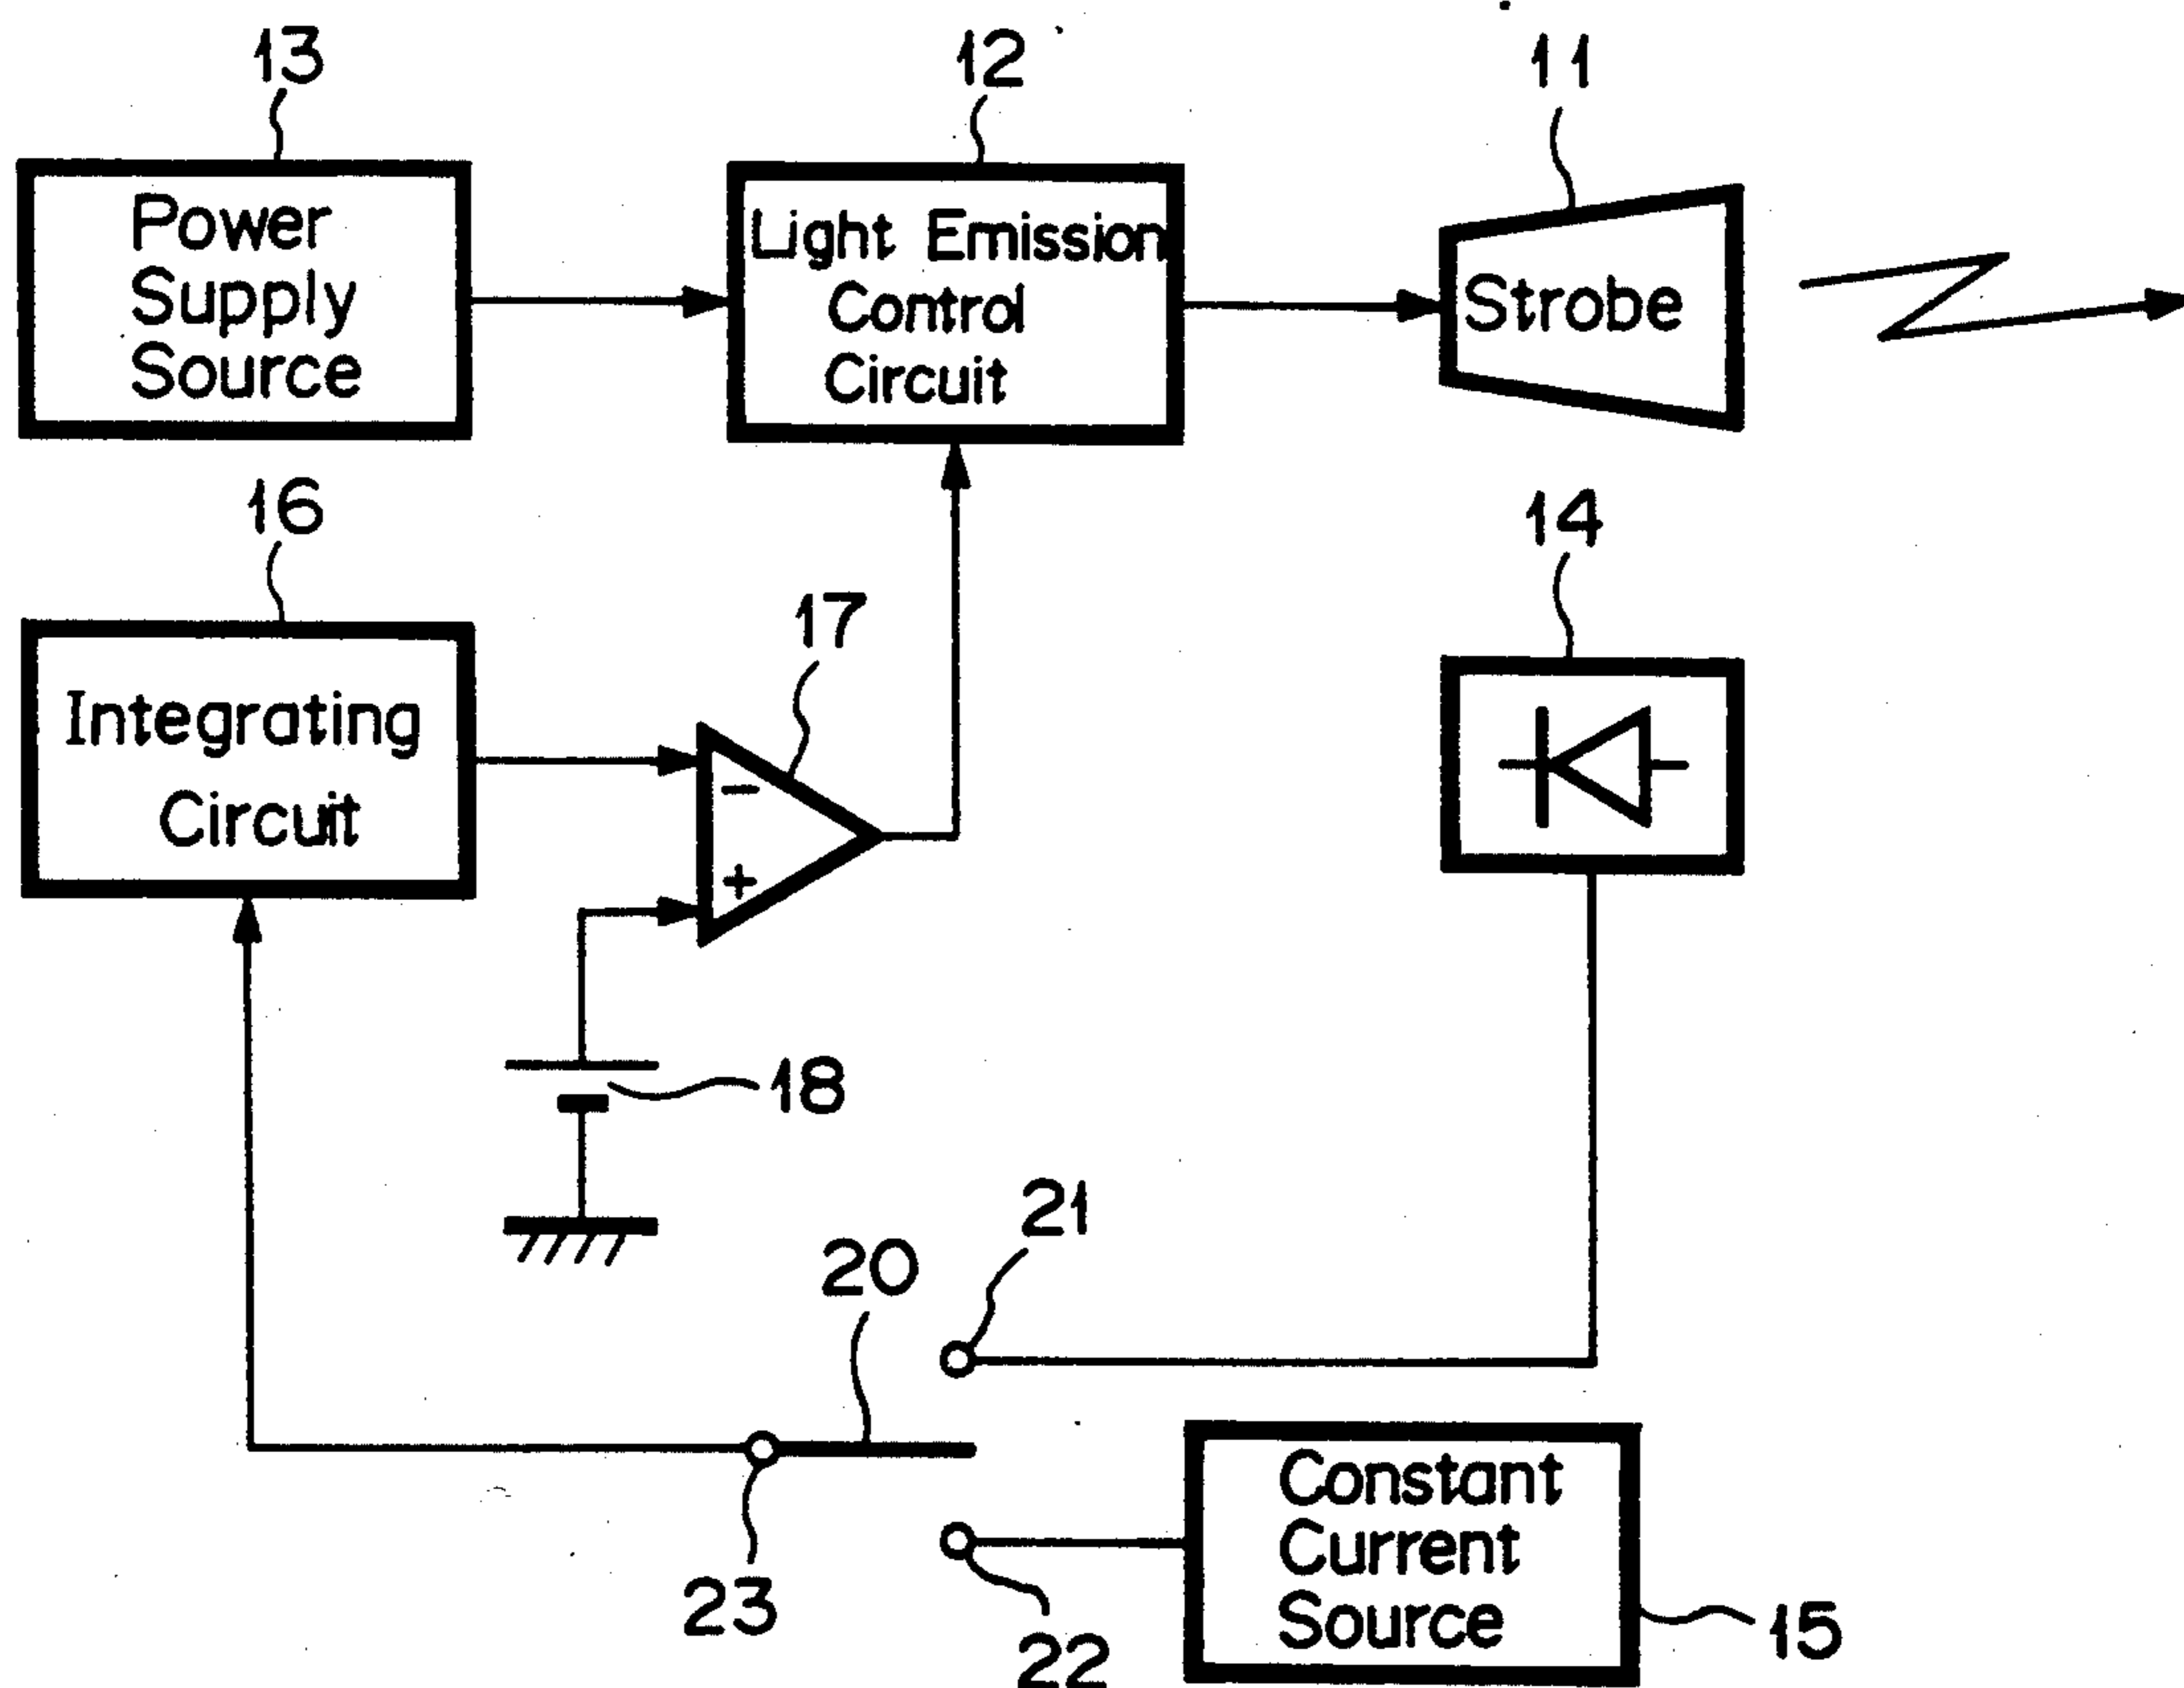 13
12
11
Power
Supply
Source
Light Emission
Control
Circuit
Strobe
16
14
17
Integrating
Circuit
−
+
18
21
20
23
22
Constant
Current
Source
15